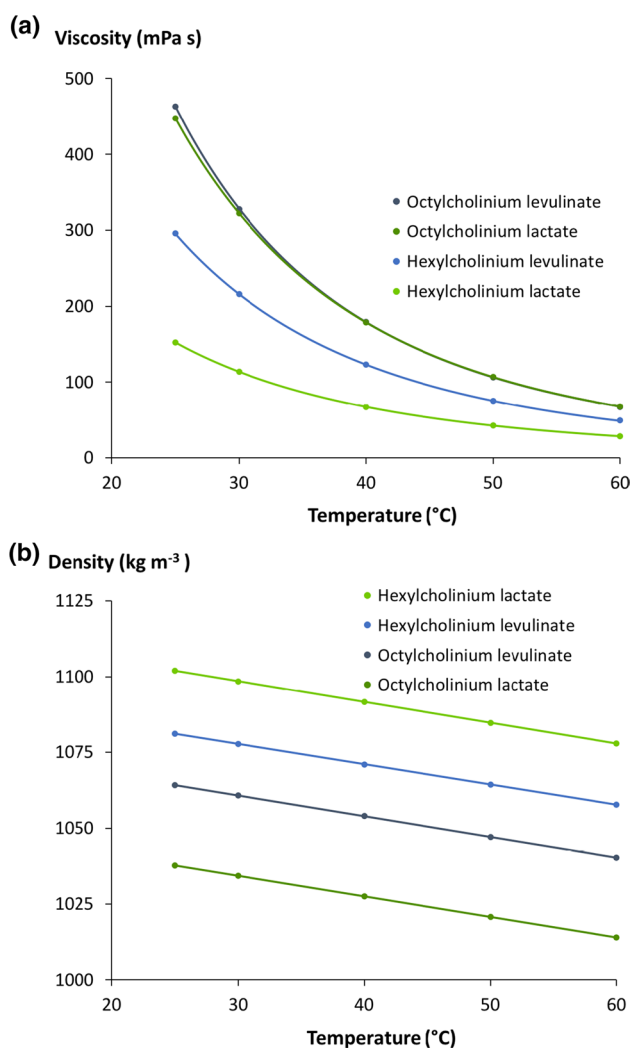 (a)
Viscosity (mPa s)
500
400
300
200
100
0
Octylcholinium levulinate
Octylcholinium lactate
Hexylcholinium levulinate
Hexylcholinium lactate
20 30 40 50 60
Temperature (°C)
(b)
Density (kg m⁻³ )
1125
1100
1075
1050
1025
1000
Hexylcholinium lactate
Hexylcholinium levulinate
Octylcholinium levulinate
Octylcholinium lactate
20 30 40 50 60
Temperature (°C)